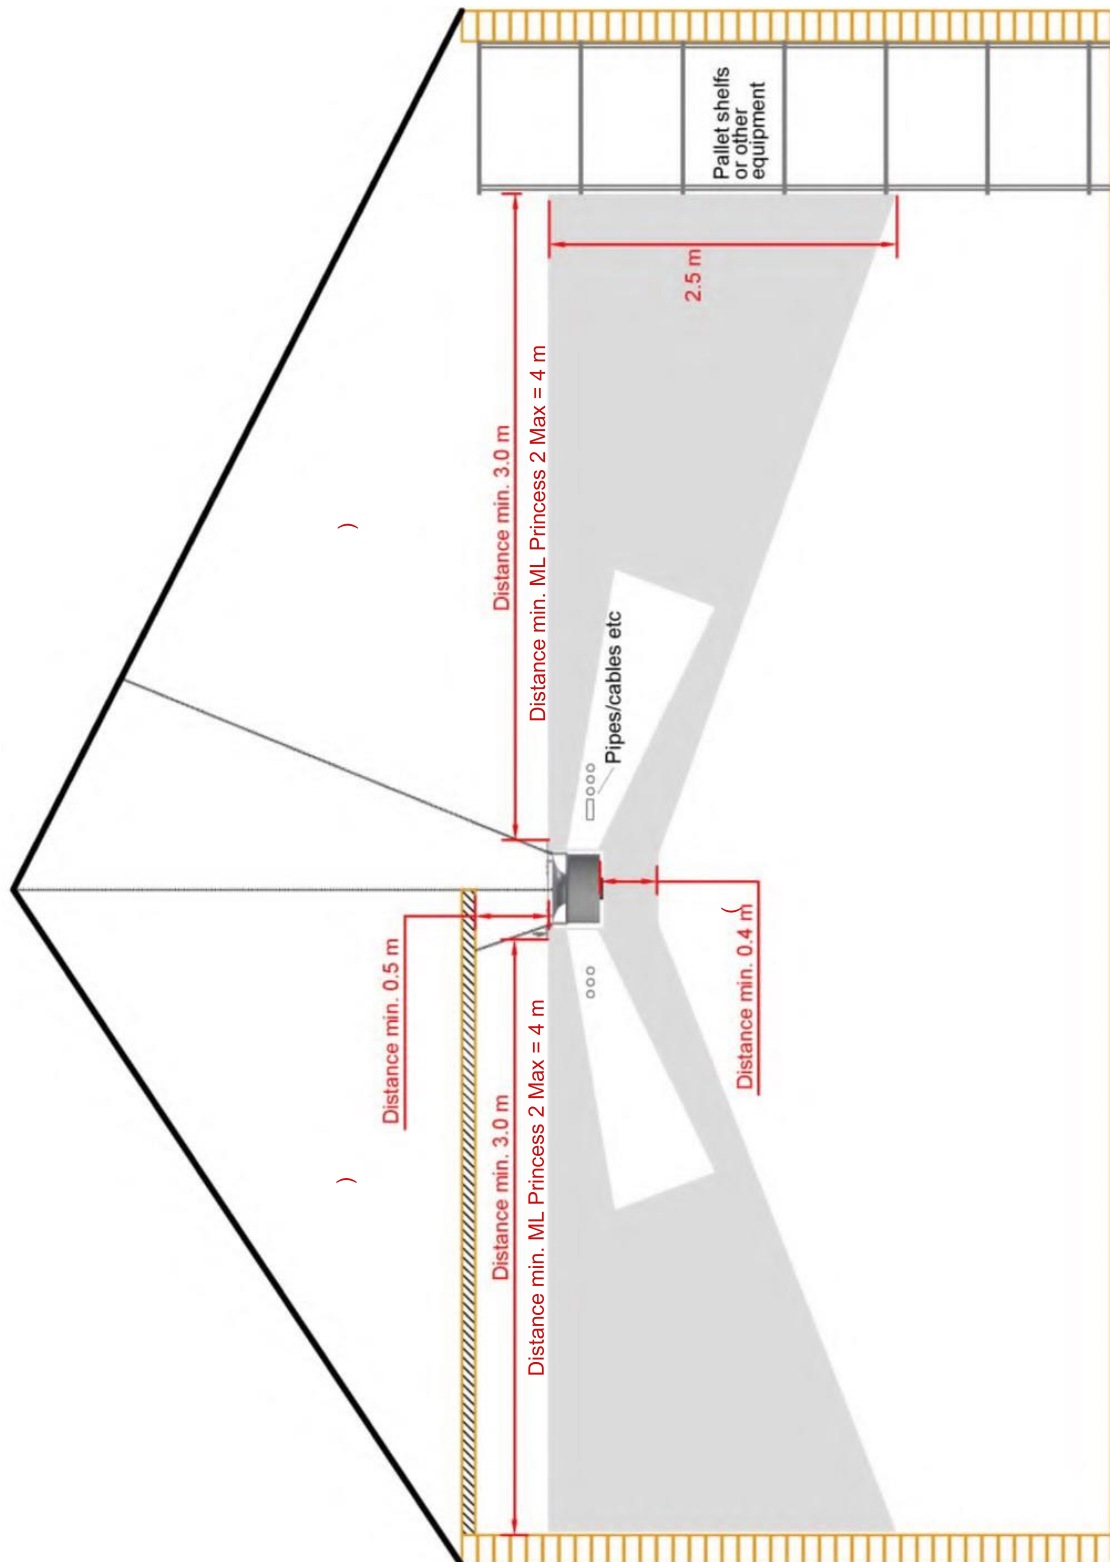 Pallet shelfs
or other
equipment
2.5 m
Distance min. 3.0 m
Distance min. ML Princess 2 Max = 4 m
)
Pipes/cables etc
Distance min. 0.5 m
Distance min. 0.4 m
(
Distance min. 3.0 m
Distance min. ML Princess 2 Max = 4 m
)